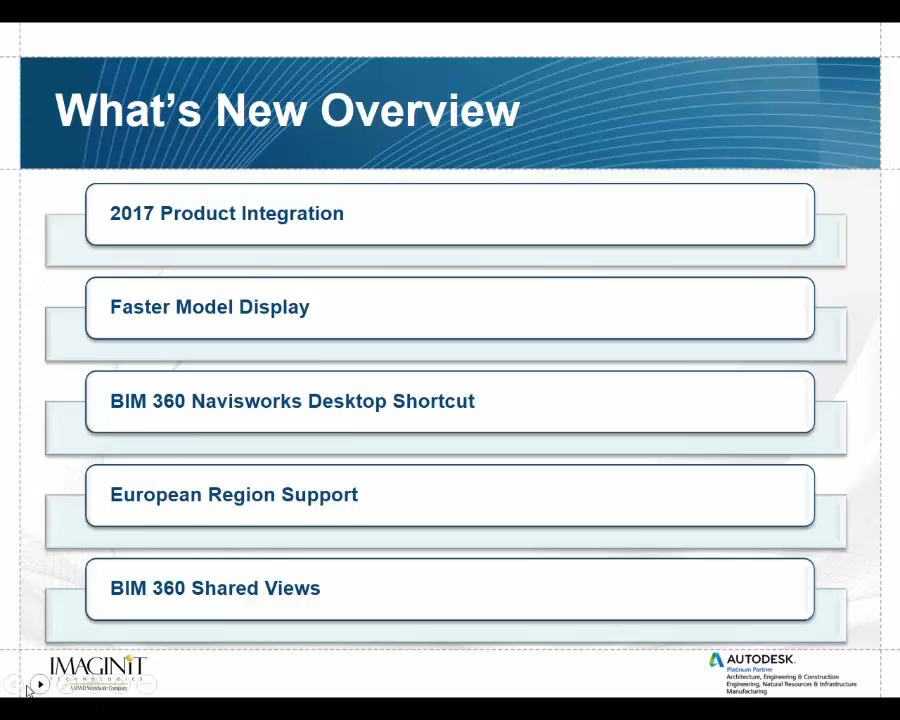 What's New Overview
2017 Product Integration
Faster Model Display
BIM 360 Navisworks Desktop Shortcut
European Region Support
BIM 360 Shared Views
IMAGINiT
TECHNOLOGIES
A RAND Worldwide Company
AUTODESK.
Platinum Partner
Architecture, Engineering & Construction
Engineering, Natural Resources & Infrastructure
Manufacturing